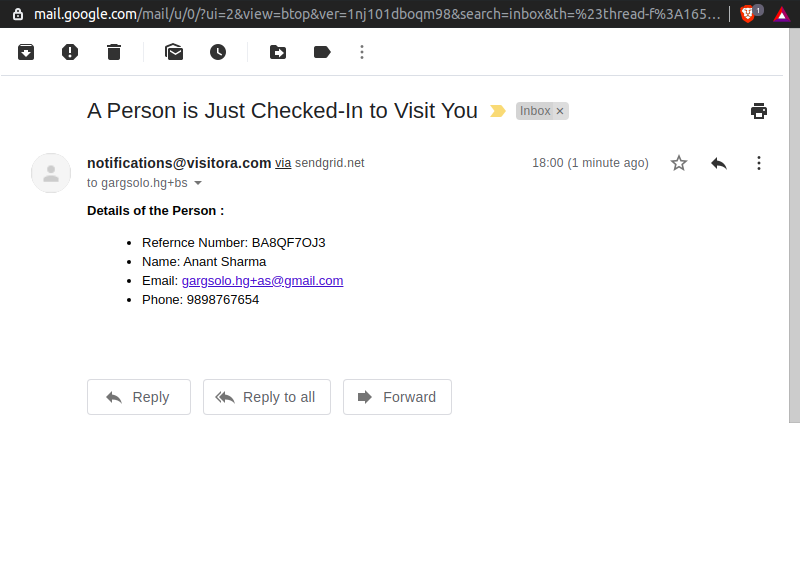 mail.google.com/mail/u/0/?ui=2&view=btop&ver=1nj101dboqm98&search=inbox&th=%23thread-f%3A165... 1
A Person is Just Checked-In to Visit You Inbox ×
notifications@visitora.com via sendgrid.net 18:00 (1 minute ago)
to gargsolo.hg+bs
Details of the Person :
• Refernce Number: BA8QF7OJ3
• Name: Anant Sharma
• Email: gargsolo.hg+as@gmail.com
• Phone: 9898767654
Reply Reply to all Forward